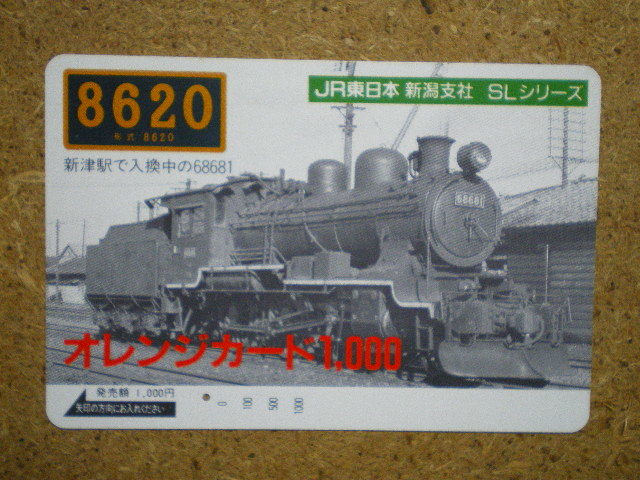 8620
形式 8620
JR東日本 新潟支社 SLシリーズ
新津駅で入換中の68681
68681
オレンジカード1,000
発売額 1,000円
矢印の方向にお入れください
0 100 500 1000